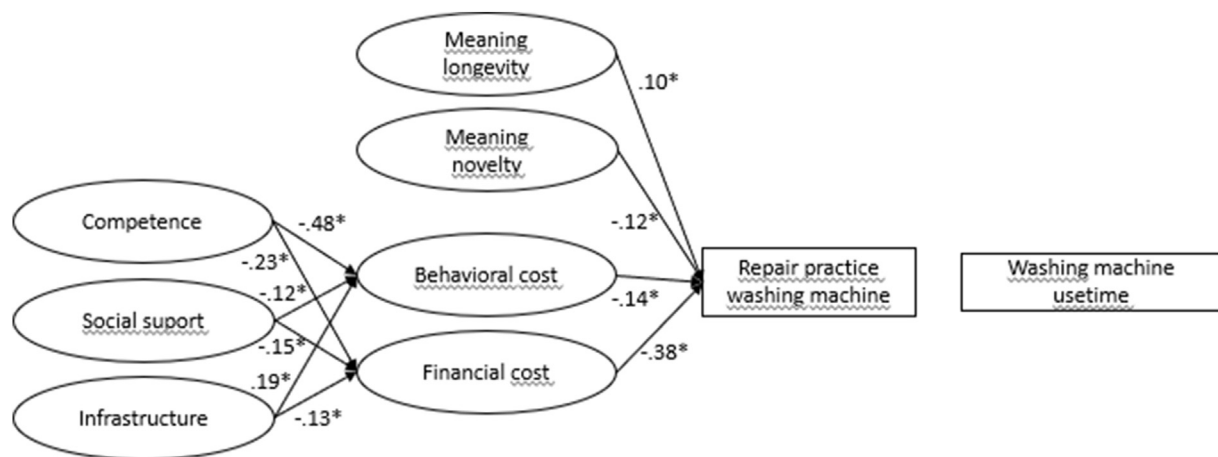 Meaning
longevity
.10*
Meaning
novelty
-.12*
Competence
-.48*
-.23*
Behavioral cost
-.14*
Repair practice
washing machine
Washing machine
usetime
-.12*
Social suport
-.15*
Financial cost
-.38*
.19*
Infrastructure
-.13*